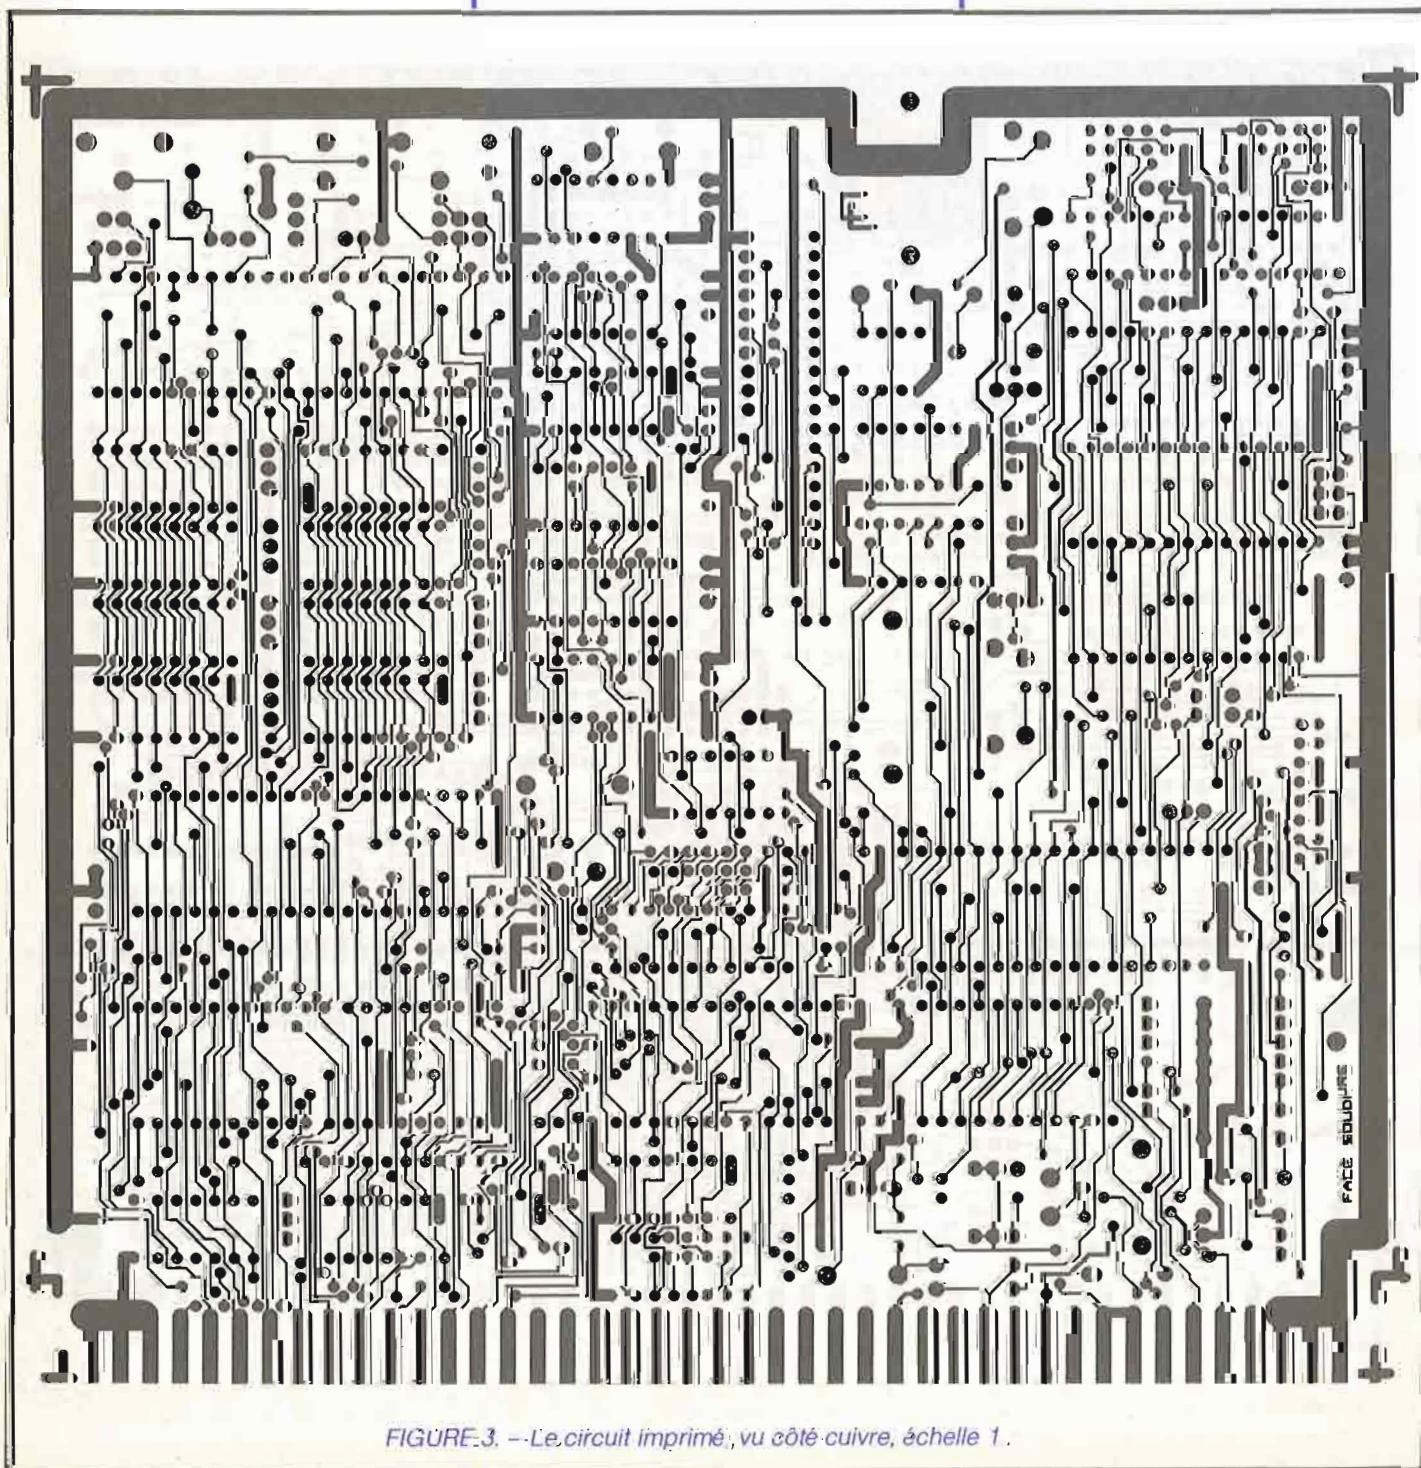 FACE SOUDURE
FIGURE 3. – Le circuit imprimé, vu côté cuivre, échelle 1.